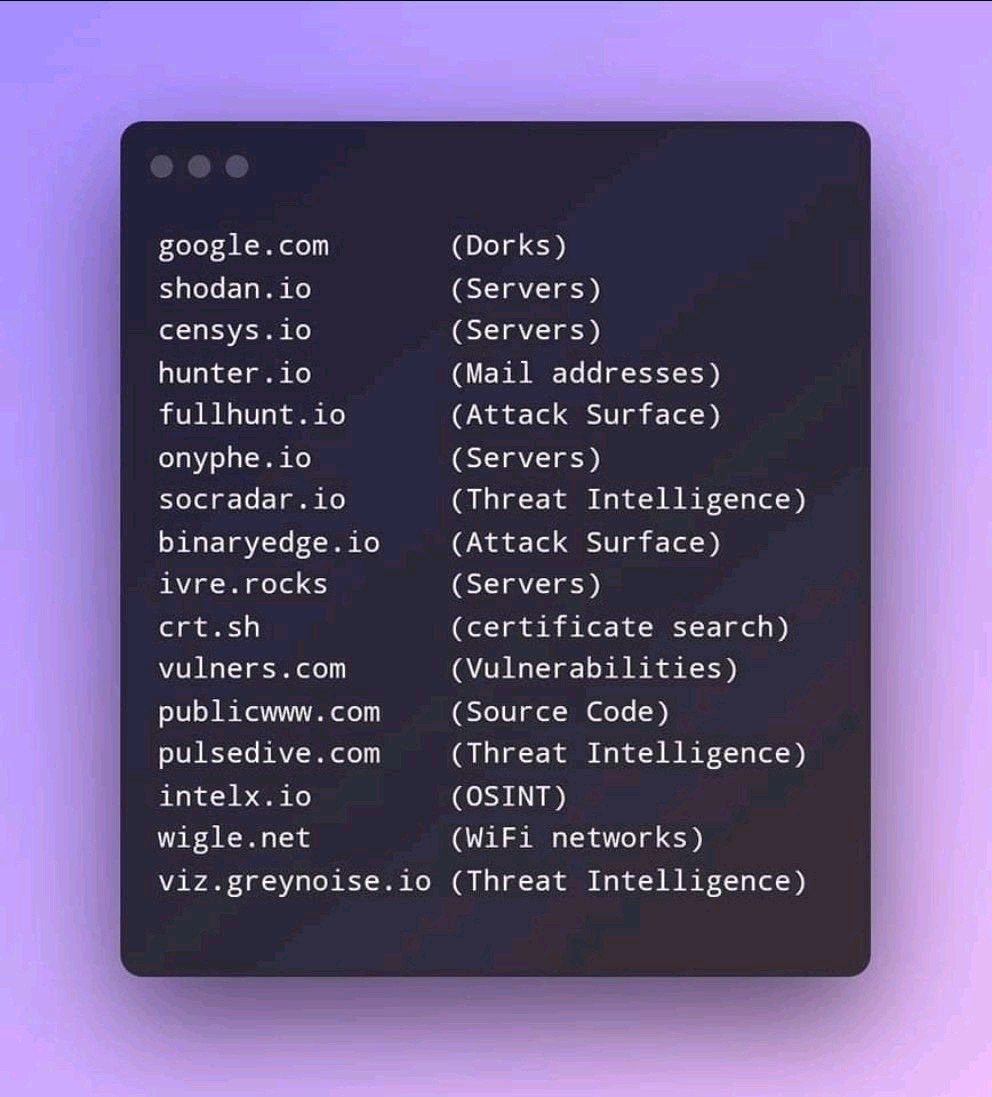 google.com (Dorks)
shodan.io (Servers)
censys.io (Servers)
hunter.io (Mail addresses)
fullhunt.io (Attack Surface)
onyphe.io (Servers)
socradar.io (Threat Intelligence)
binaryedge.io (Attack Surface)
ivre.rocks (Servers)
crt.sh (certificate search)
vulners.com (Vulnerabilities)
publicwww.com (Source Code)
pulsedive.com (Threat Intelligence)
intelx.io (OSINT)
wigle.net (WiFi networks)
viz.greynoise.io (Threat Intelligence)